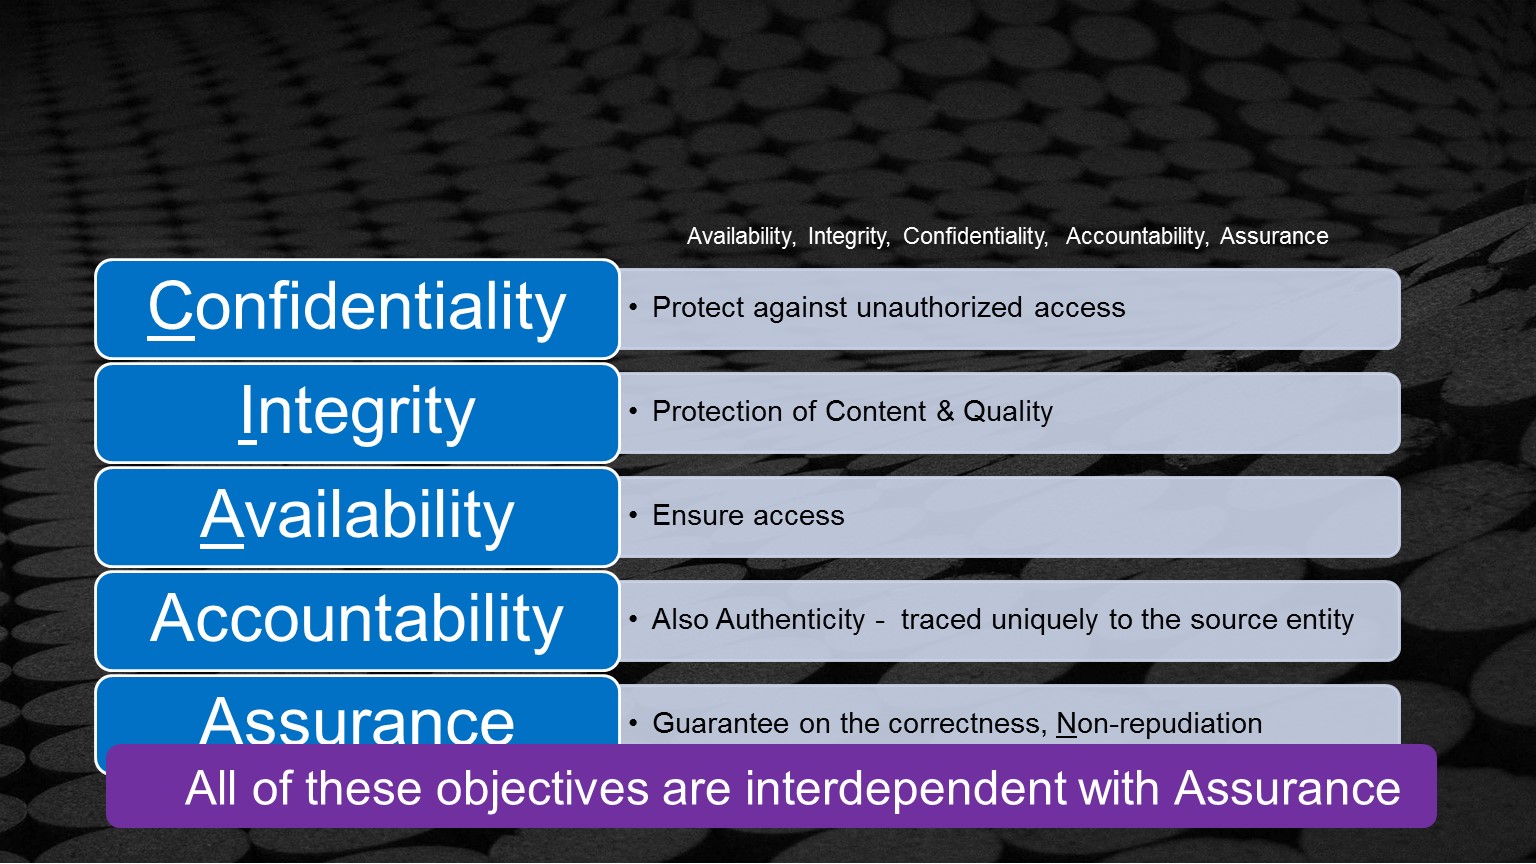 Availability, Integrity, Confidentiality, Accountability, Assurance
Confidentiality
• Protect against unauthorized access
Integrity
• Protection of Content & Quality
Availability
• Ensure access
Accountability
• Also Authenticity - traced uniquely to the source entity
Assurance
• Guarantee on the correctness, Non-repudiation
All of these objectives are interdependent with Assurance